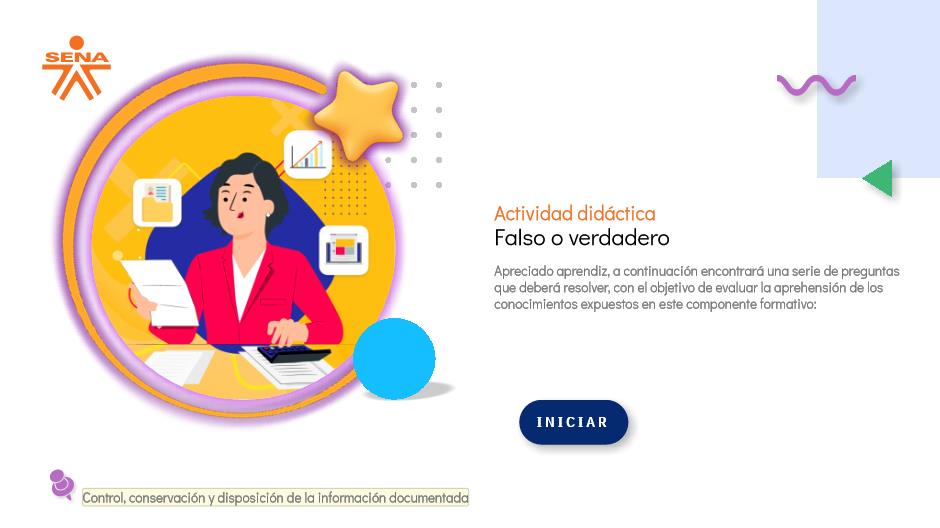 SENA
Actividad didáctica
Falso o verdadero
Apreciado aprendiz, a continuación encontrará una serie de preguntas
que deberá resolver, con el objetivo de evaluar la aprehensión de los
conocimientos expuestos en este componente formativo:
INICIAR
Control, conservación y disposición de la información documentada